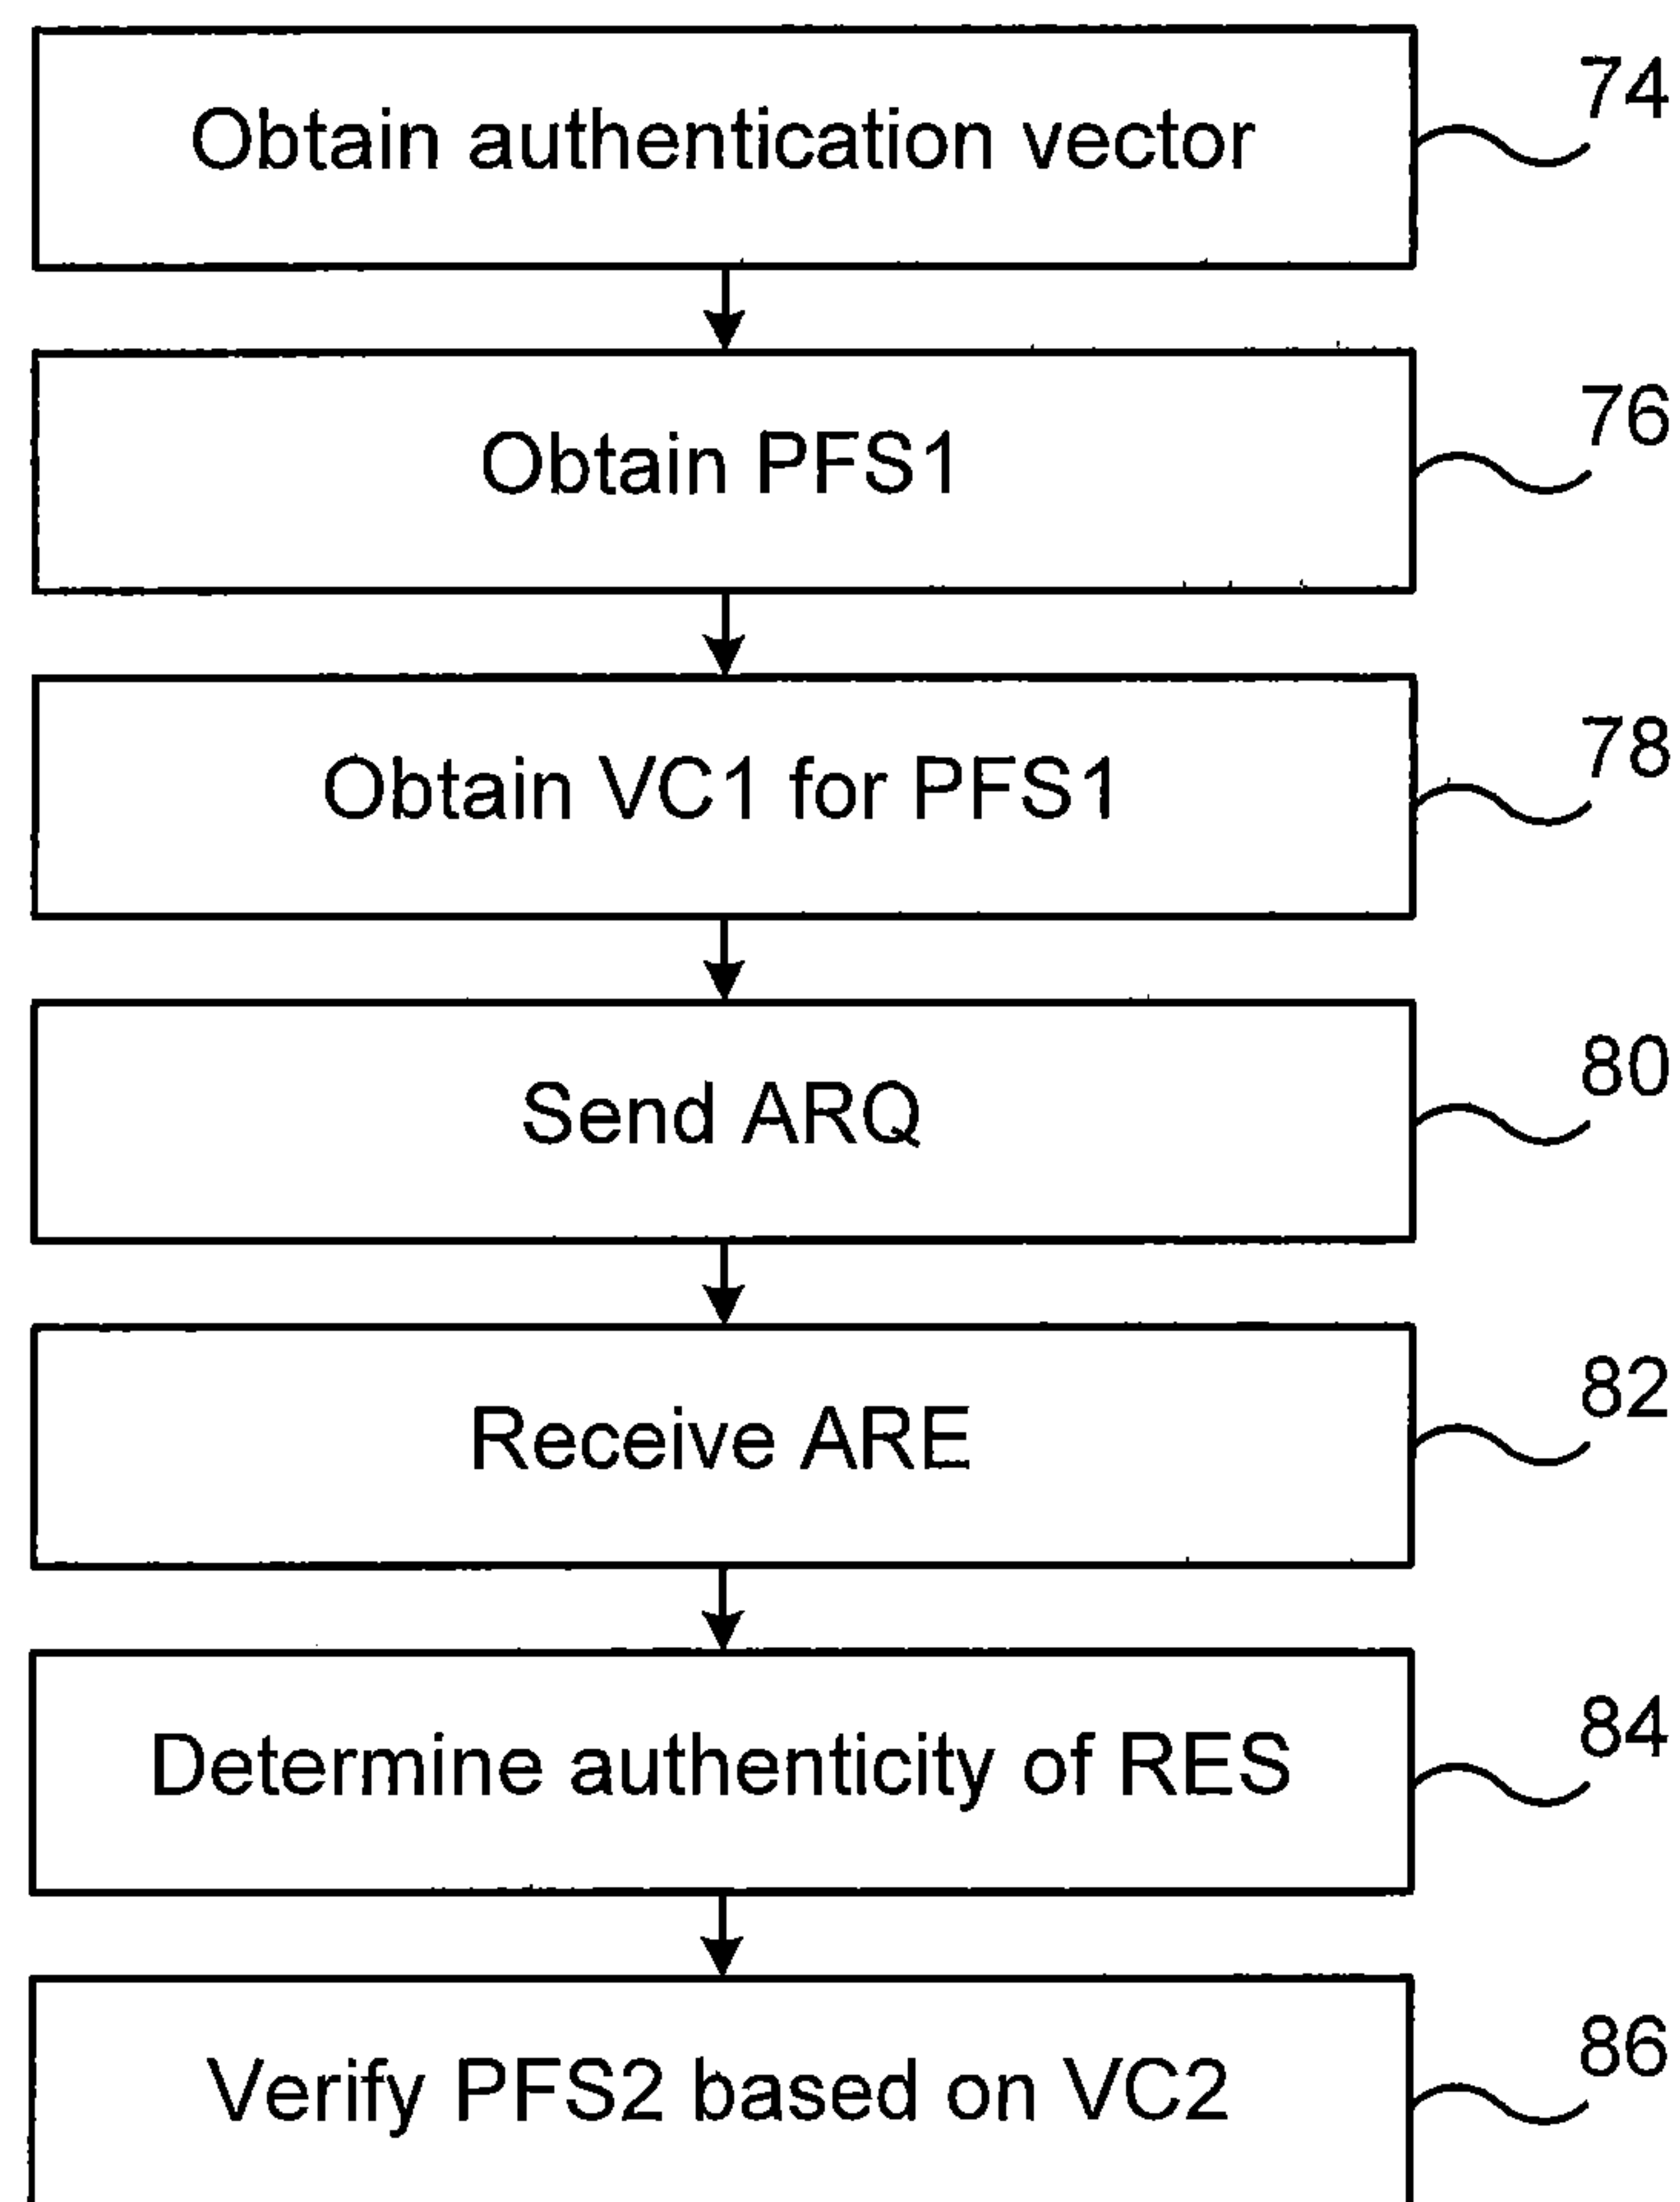 Obtain authentication vector
74
Obtain PFS1
76
Obtain VC1 for PFS1
78
Send ARQ
80
Receive ARE
82
Determine authenticity of RES
84
Verify PFS2 based on VC2
86